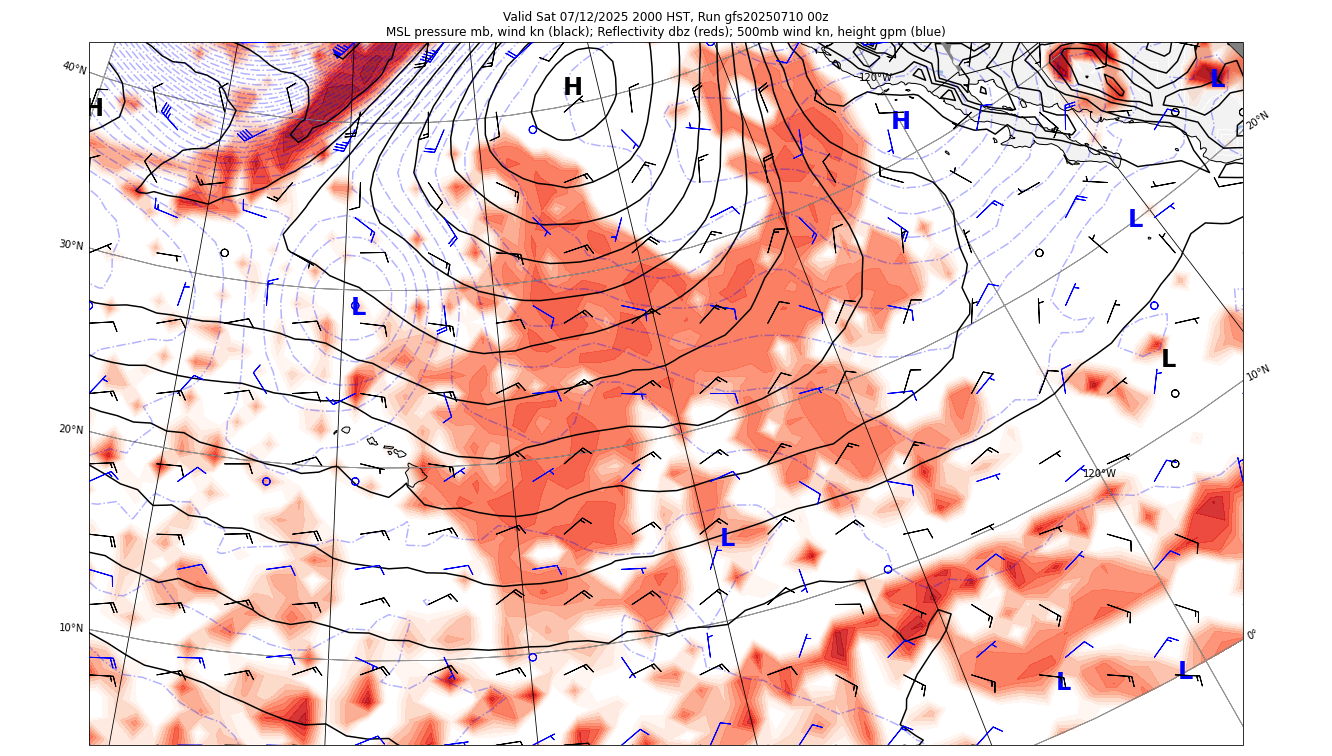 Valid Sat 07/12/2025 2000 HST, Run gfs20250710 00z
MSL pressure mb, wind kn (black); Reflectivity dbz (reds); 500mb wind kn, height gpm (blue)
40°N
120°W
H
H
L
H
20°N
L
30°N
L
L
10°N
20°N
120°W
L
10°N
0°
L
L